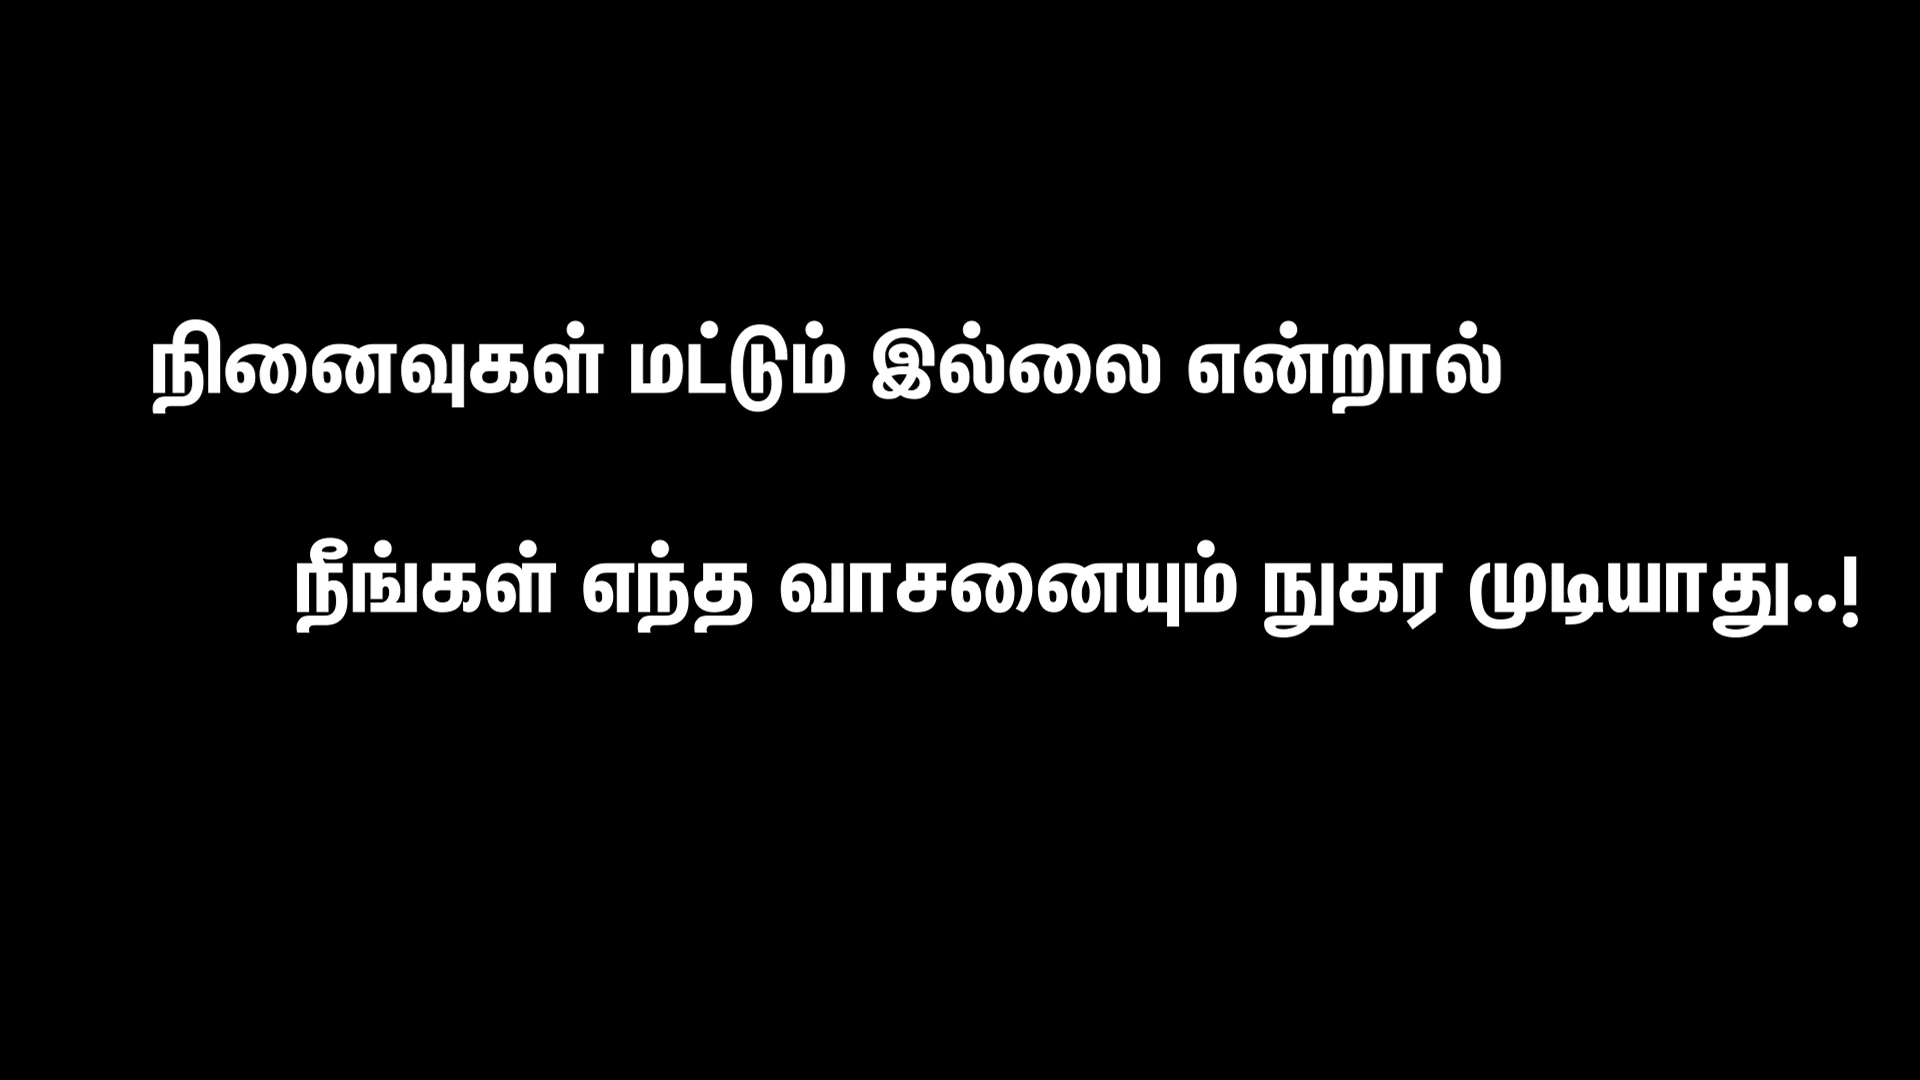 நினைவுகள் மட்டும் இல்லை என்றால்
நீங்கள் எந்த வாசனையும் நுகர முடியாது..!